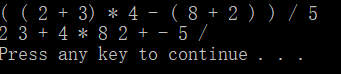 ( ( 2 + 3) * 4 - ( 8 + 2 ) ) / 5
2 3 + 4 * 8 2 + - 5 /
Press any key to continue . . .